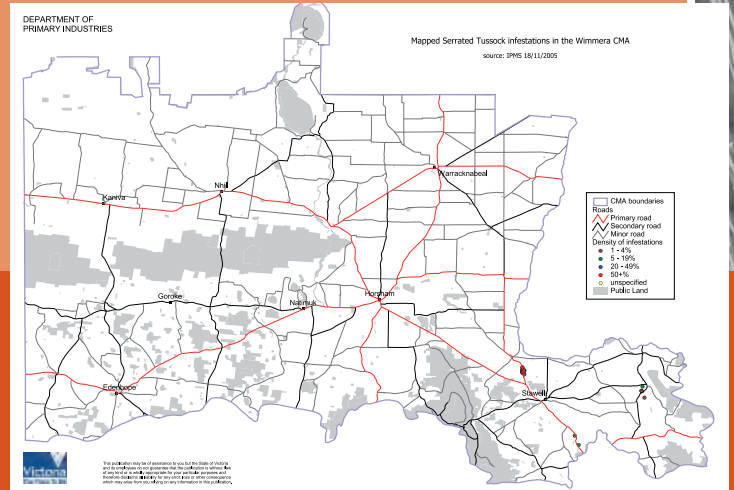 DEPARTMENT OF
PRIMARY INDUSTRIES
Mapped Serrated Tussock infestations in the Wimmera CMA
source: IPMS 18/11/2005
Warracknabeal
Nhill
Kaniva
CMA boundaries
Roads
Primary road
Secondary road
Minor road
Density of infestations
1 - 4%
5 - 19%
20 - 49%
50+%
unspecified
Public Land
Goroke
Natimuk
Horsham
Edenhope
Stawell
Victoria
This publication may be of assistance to you but the State of Victoria
and its employees do not guarantee that the publication is without flaw
of any kind or is wholly appropriate for your particular purposes and
therefore disclaims all liability for any error, loss or other consequence
which may arise from you relying on any information in this publication.